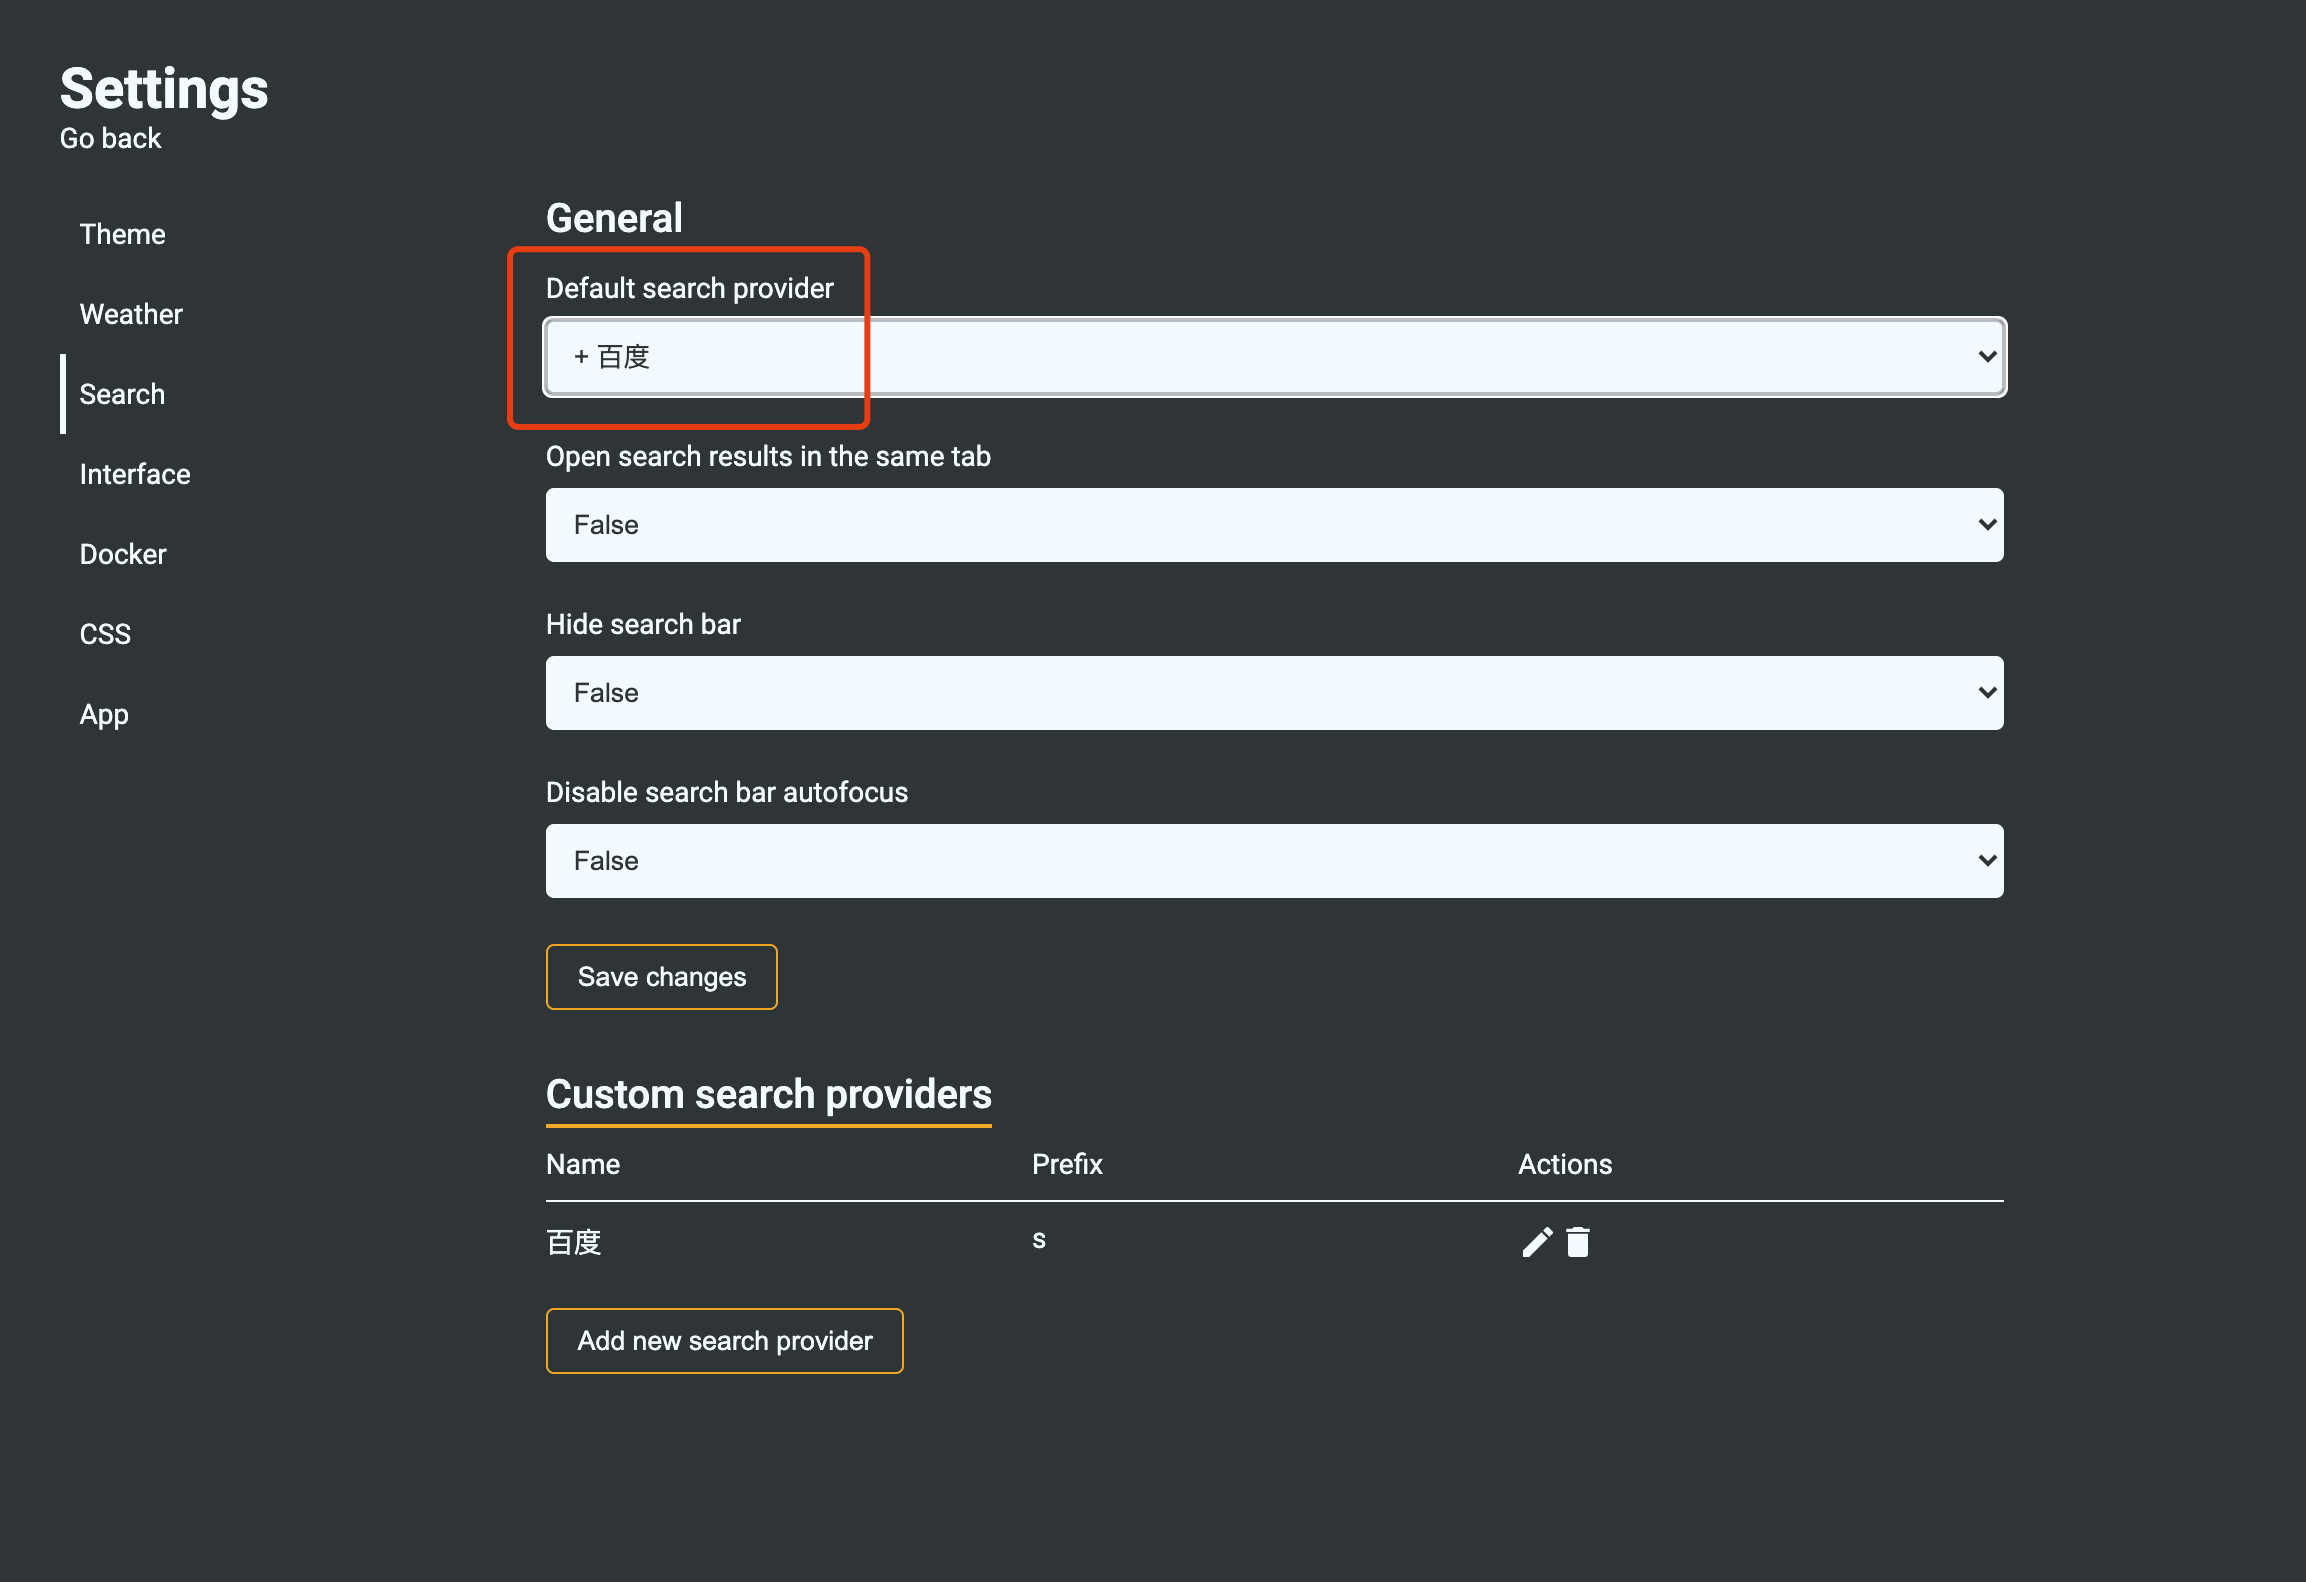 Settings
Go back
Theme
Weather
Search
Interface
Docker
CSS
App
General
Default search provider
+ 百度
Open search results in the same tab
False
Hide search bar
False
Disable search bar autofocus
False
Save changes
Custom search providers
Name Prefix Actions
百度 s
Add new search provider